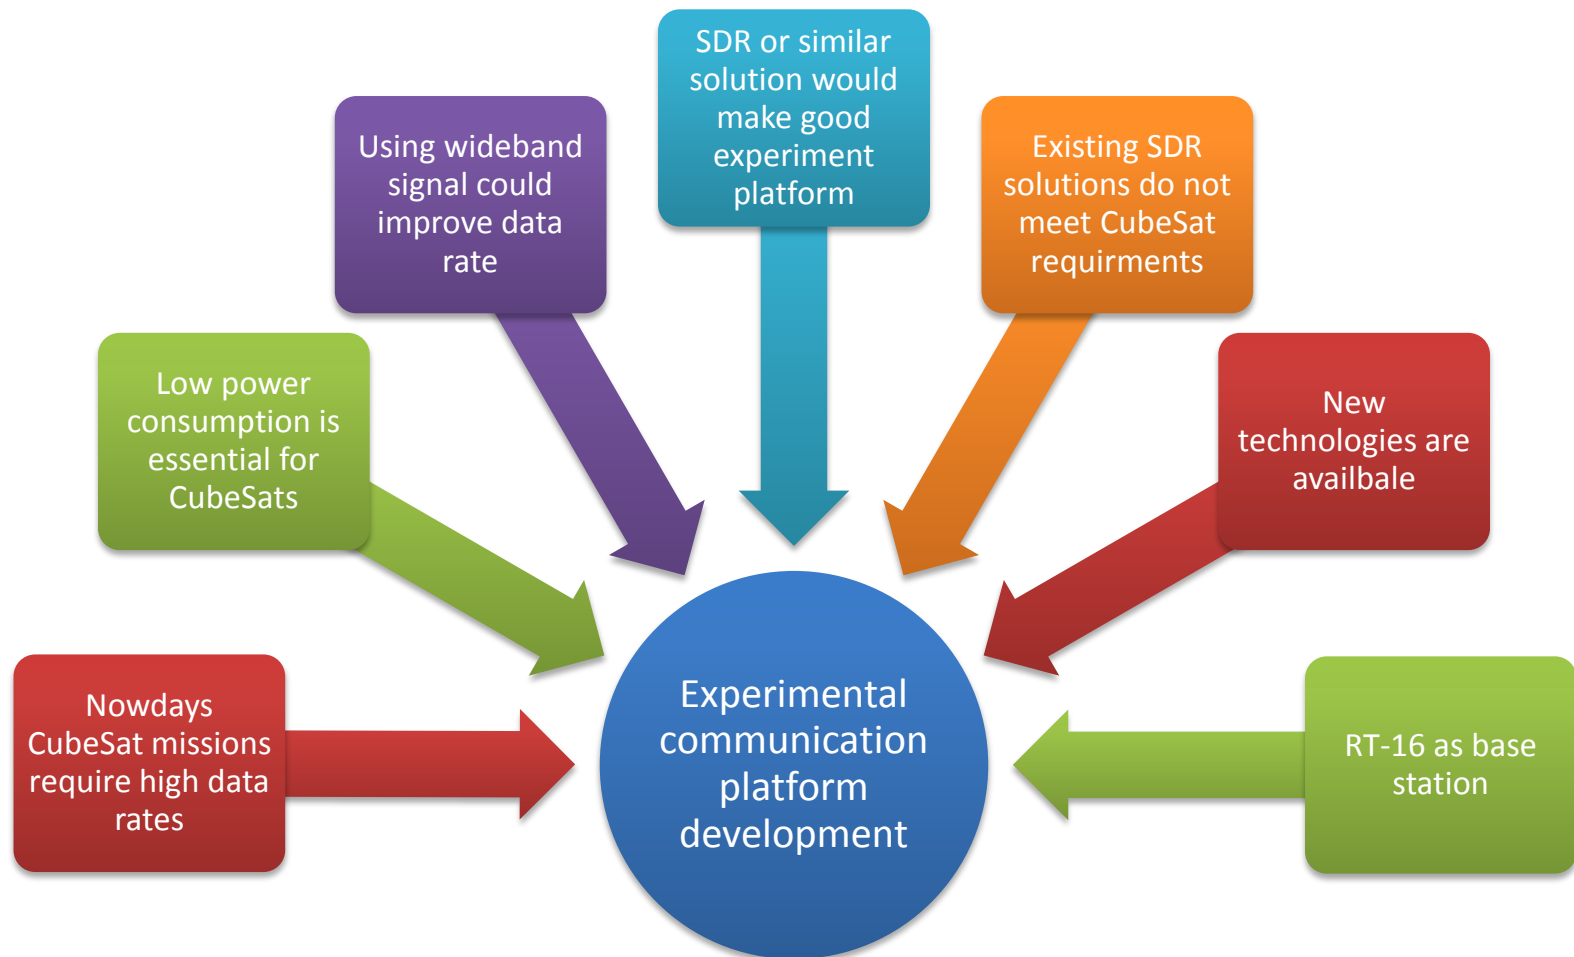 Nowdays
CubeSat missions
require high data
rates
Low power
consumption is
essential for
CubeSats
Using wideband
signal could
improve data
rate
SDR or similar
solution would
make good
experiment
platform
Existing SDR
solutions do not
meet CubeSat
requirments
New
technologies are
availbale
RT-16 as base
station
Experimental
communication
platform
development